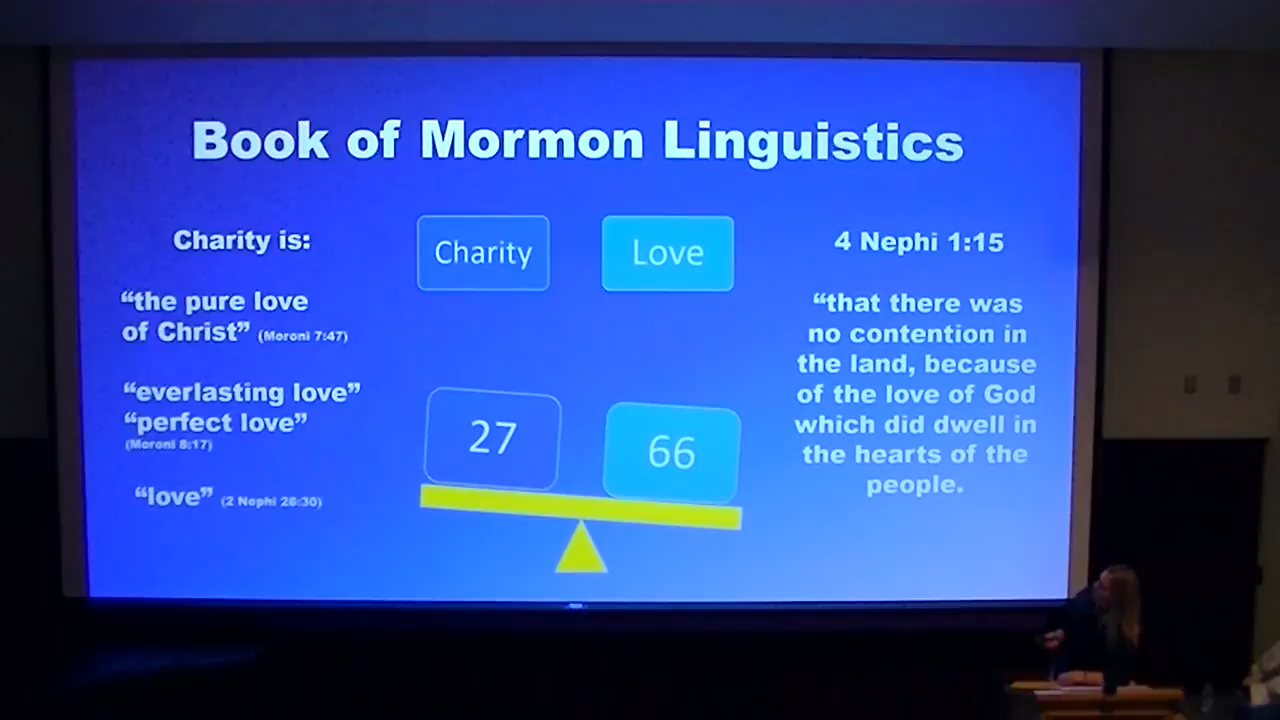 Book of Mormon Linguistics
Charity is:
“the pure love
of Christ” (Moroni 7:47)
“everlasting love”
“perfect love”
(Moroni 8:17)
“love” (2 Nephi 26:30)
Charity
Love
27
66
4 Nephi 1:15
“that there was
no contention in
the land, because
of the love of God
which did dwell in
the hearts of the
people.